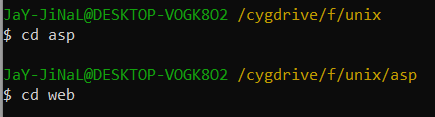 JaY-JiNaL@DESKTOP-VOGK8O2 /cygdrive/f/unix
$ cd asp
JaY-JiNaL@DESKTOP-VOGK8O2 /cygdrive/f/unix/asp
$ cd web